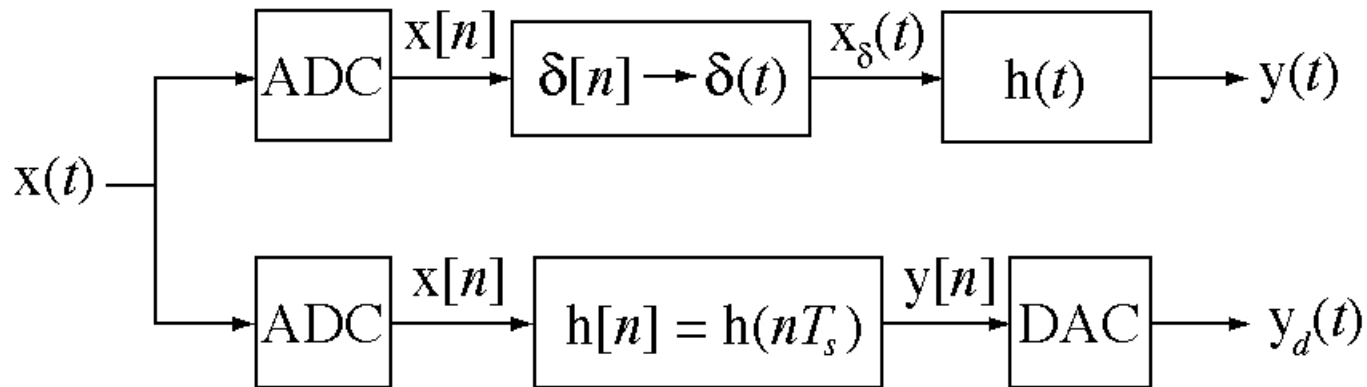 x[n] x_δ(t)
ADC δ[n] → δ(t) h(t) y(t)
x(t)
x[n] y[n]
ADC h[n] = h(nT_s) DAC y_d(t)